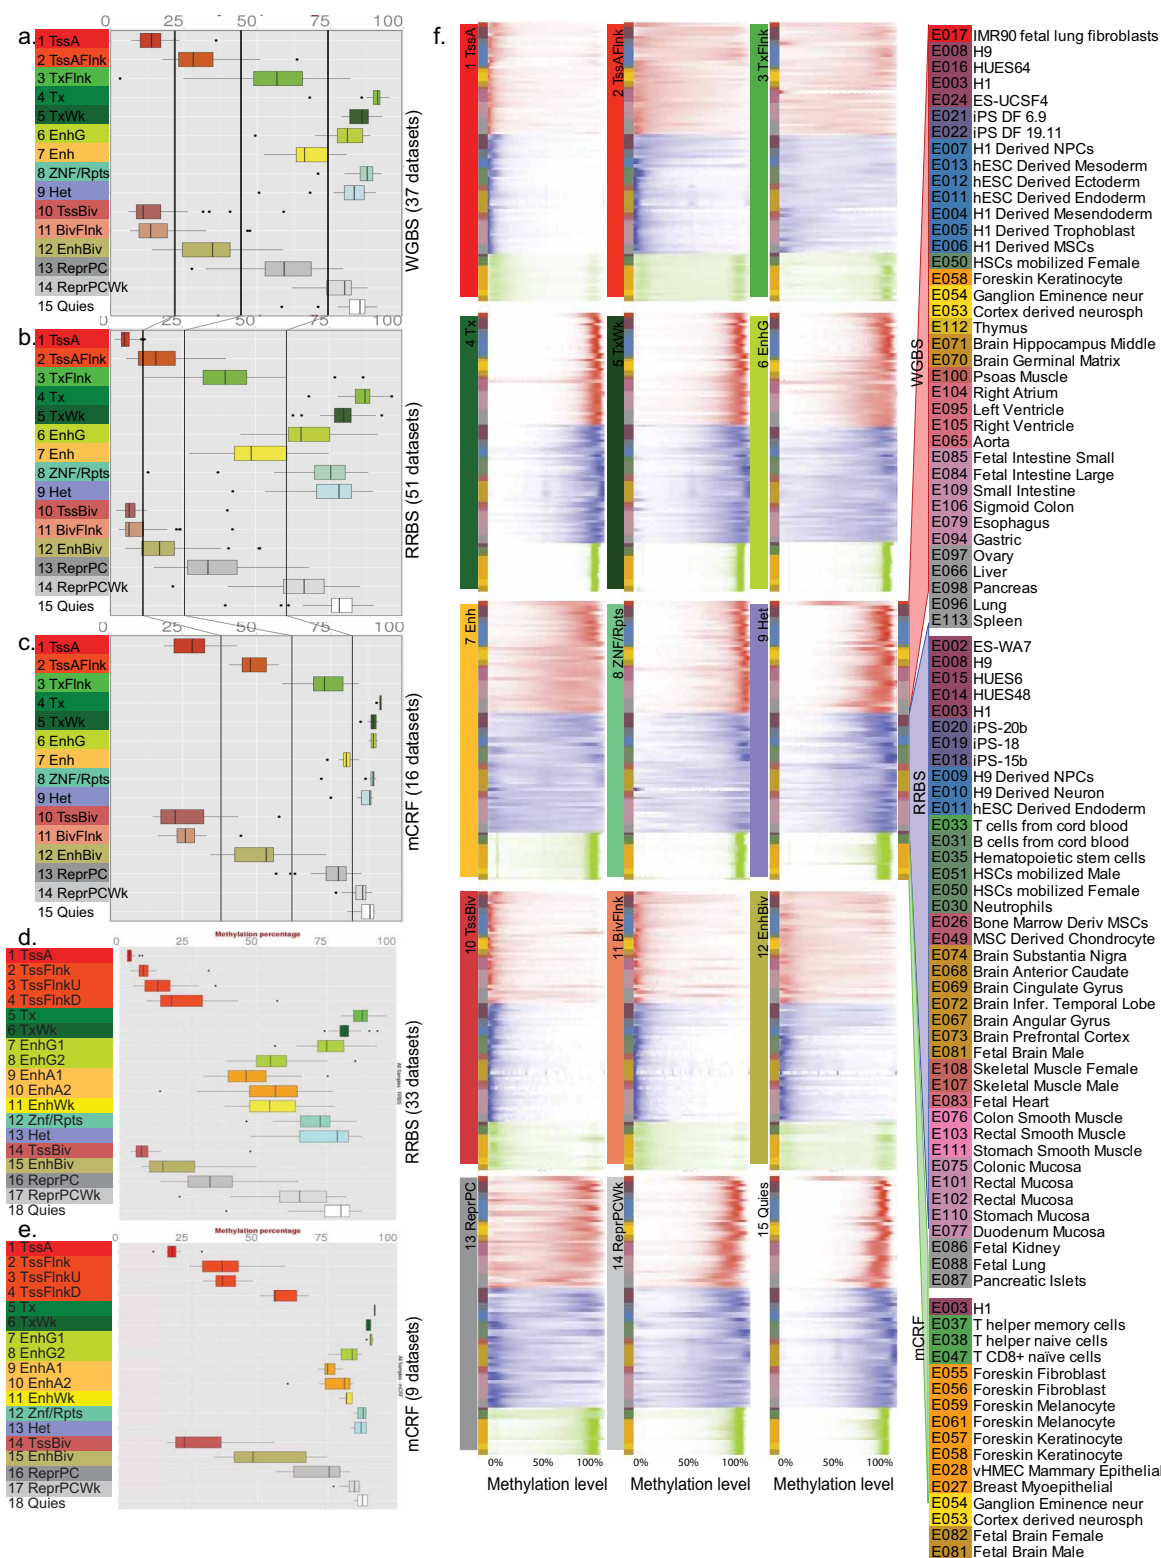 0 25 50 75 100
a.
1 TssA
2 TssAFlnk
3 TxFlnk
4 Tx
5 TxWk
6 EnhG
7 Enh
8 ZNF/Rpts
9 Het
10 TssBiv
11 BivFlnk
12 EnhBiv
13 ReprPC
14 ReprPCWk
15 Quies
WGBS (37 datasets)
0 25 50 75 100
b.
1 TssA
2 TssAFlnk
3 TxFlnk
4 Tx
5 TxWk
6 EnhG
7 Enh
8 ZNF/Rpts
9 Het
10 TssBiv
11 BivFlnk
12 EnhBiv
13 ReprPC
14 ReprPCWk
15 Quies
RRBS (51 datasets)
0 25 50 75 100
c.
1 TssA
2 TssAFlnk
3 TxFlnk
4 Tx
5 TxWk
6 EnhG
7 Enh
8 ZNF/Rpts
9 Het
10 TssBiv
11 BivFlnk
12 EnhBiv
13 ReprPC
14 ReprPCWk
15 Quies
mCRF (16 datasets)
d.
Methylation percentage
0 25 50 75 100
1 TssA
2 TssFlnk
3 TssFlnkU
4 TssFlnkD
5 Tx
6 TxWk
7 EnhG1
8 EnhG2
9 EnhA1
10 EnhA2
11 EnhWk
12 Znf/Rpts
13 Het
14 TssBiv
15 EnhBiv
16 ReprPC
17 ReprPCWk
18 Quies
All Samples - RRBS
RRBS (33 datasets)
e.
Methylation percentage
0 25 50 75 100
1 TssA
2 TssFlnk
3 TssFlnkU
4 TssFlnkD
5 Tx
6 TxWk
7 EnhG1
8 EnhG2
9 EnhA1
10 EnhA2
11 EnhWk
12 Znf/Rpts
13 Het
14 TssBiv
15 EnhBiv
16 ReprPC
17 ReprPCWk
18 Quies
All Samples - mCRF
mCRF (9 datasets)
f.
1 TssA
2 TssAFlnk
3 TxFlnk
4 Tx
5 TxWk
6 EnhG
7 Enh
8 ZNF/Rpts
9 Het
10 TssBiv
11 BivFlnk
12 EnhBiv
13 ReprPC
14 ReprPCWk
15 Quies
0% 100% 0% 100% 0% 100%
Methylation level Methylation level Methylation level
WGBS
E017 IMR90 fetal lung fibroblasts
E008 H9
E016 HUES64
E003 H1
E024 ES-UCSF4
E021 iPS DF 6.9
E022 iPS DF 19.11
E007 H1 Derived NPCs
E013 hESC Derived Mesoderm
E012 hESC Derived Ectoderm
E011 hESC Derived Endoderm
E004 H1 Derived Mesendoderm
E005 H1 Derived Trophoblast
E006 H1 Derived MSCs
E050 HSCs mobilized Female
E058 Foreskin Keratinocyte
E054 Ganglion Eminence neur
E053 Cortex derived neurosph
E112 Thymus
E071 Brain Hippocampus Middle
E070 Brain Germinal Matrix
E100 Psoas Muscle
E104 Right Atrium
E095 Left Ventricle
E105 Right Ventricle
E065 Aorta
E085 Fetal Intestine Small
E084 Fetal Intestine Large
E109 Small Intestine
E106 Sigmoid Colon
E079 Esophagus
E094 Gastric
E097 Ovary
E066 Liver
E098 Pancreas
E096 Lung
E113 Spleen
RRBS
E002 ES-WA7
E008 H9
E015 HUES6
E014 HUES48
E003 H1
E020 iPS-20b
E019 iPS-18
E018 iPS-15b
E009 H9 Derived NPCs
E010 H9 Derived Neuron
E011 hESC Derived Endoderm
E033 T cells from cord blood
E031 B cells from cord blood
E035 Hematopoietic stem cells
E051 HSCs mobilized Male
E050 HSCs mobilized Female
E030 Neutrophils
E026 Bone Marrow Deriv MSCs
E049 MSC Derived Chondrocyte
E074 Brain Substantia Nigra
E068 Brain Anterior Caudate
E069 Brain Cingulate Gyrus
E072 Brain Infer. Temporal Lobe
E067 Brain Angular Gyrus
E073 Brain Prefrontal Cortex
E081 Fetal Brain Male
E108 Skeletal Muscle Female
E107 Skeletal Muscle Male
E083 Fetal Heart
E076 Colon Smooth Muscle
E103 Rectal Smooth Muscle
E111 Stomach Smooth Muscle
E075 Colonic Mucosa
E101 Rectal Mucosa
E102 Rectal Mucosa
E110 Stomach Mucosa
E077 Duodenum Mucosa
E086 Fetal Kidney
E088 Fetal Lung
E087 Pancreatic Islets
mCRF
E003 H1
E037 T helper memory cells
E038 T helper naive cells
E047 T CD8+ naïve cells
E055 Foreskin Fibroblast
E056 Foreskin Fibroblast
E059 Foreskin Melanocyte
E061 Foreskin Melanocyte
E057 Foreskin Keratinocyte
E058 Foreskin Keratinocyte
E028 vHMEC Mammary Epithelial
E027 Breast Myoepithelial
E054 Ganglion Eminence neur
E053 Cortex derived neurosph
E082 Fetal Brain Female
E081 Fetal Brain Male